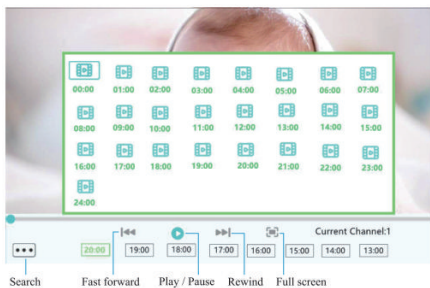 00:00 01:00 02:00 03:00 04:00 05:00 06:00 07:00
08:00 09:00 10:00 11:00 12:00 13:00 14:00 15:00
16:00 17:00 18:00 19:00 20:00 21:00 22:00 23:00
24:00
Current Channel:1
20:00 19:00 18:00 17:00 16:00 15:00 14:00 13:00
Search Fast forward Play / Pause Rewind Full screen